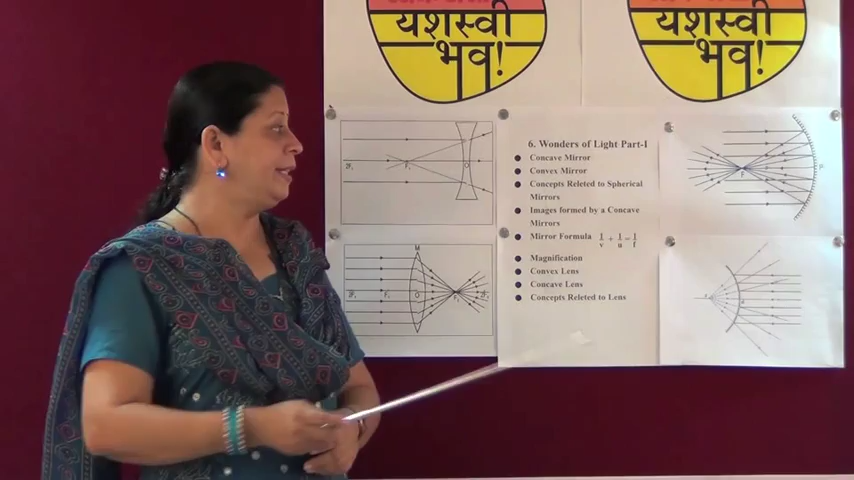 यशस्वी
भव!
यशस्वी
भव!
6. Wonders of Light Part-I
Concave Mirror
Convex Mirror
Concepts Releted to Spherical
Mirrors
Images formed by a Concave
Mirrors
Mirror Formula 1/v + 1/u = 1/f
Magnification
Convex Lens
Concave Lens
Concepts Releted to Lens
M
O
O